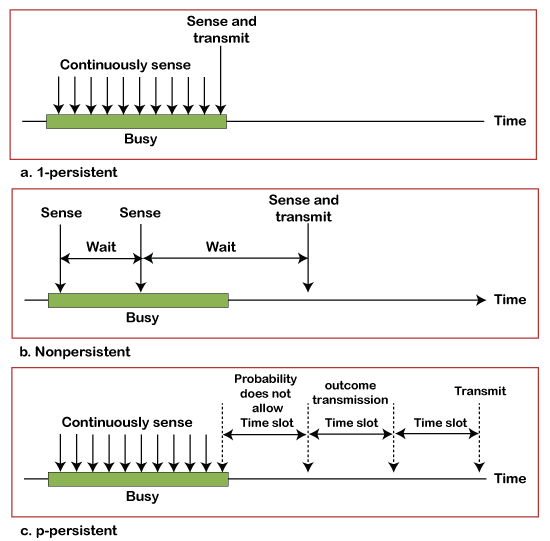 Sense and
transmit
Continuously sense
Time
Busy
a. 1-persistent
Sense and
transmit
Sense
Sense
Wait
Wait
Time
Busy
b. Nonpersistent
Probability
does not
allow
outcome
transmission
Transmit
Continuously sense
Time slot
Time slot
Time slot
Time
Busy
c. p-persistent